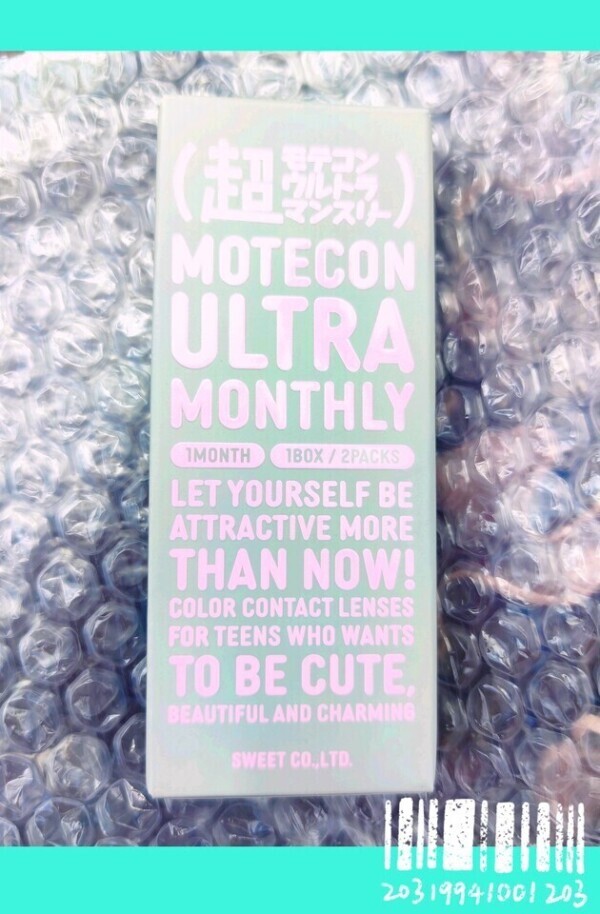 (超 モテコン
ウルトラ
マンスリー)
MOTECON
ULTRA
MONTHLY
1MONTH 1BOX / 2PACKS
LET YOURSELF BE
ATTRACTIVE MORE
THAN NOW!
COLOR CONTACT LENSES
FOR TEENS WHO WANTS
TO BE CUTE,
BEAUTIFUL AND CHARMING
SWEET CO.,LTD.
20319941001203